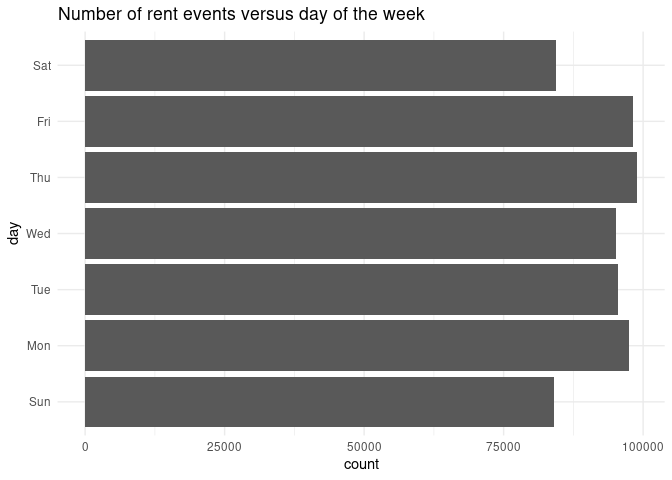 Number of rent events versus day of the week
Sat
Fri
Thu
Wed
Tue
Mon
Sun
day
0 25000 50000 75000 100000
count